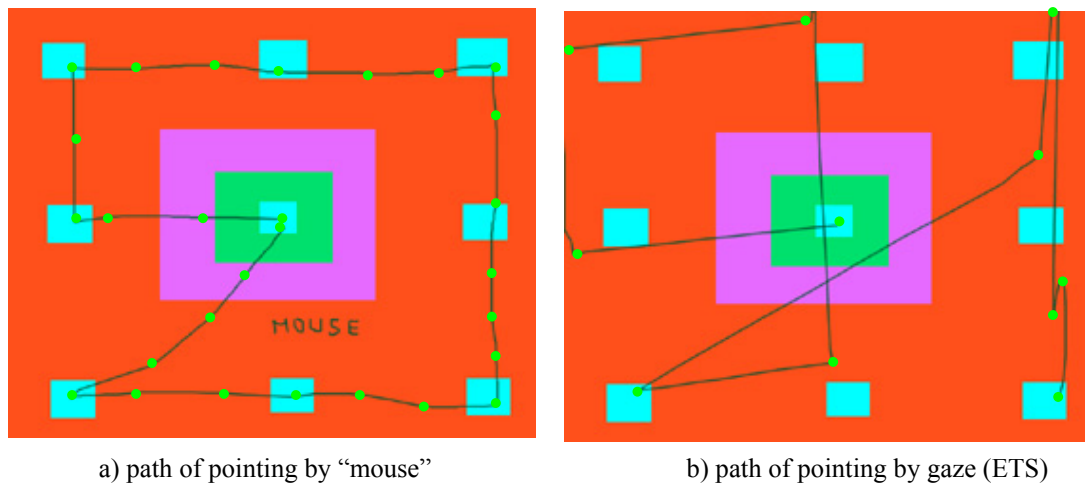 MOUSE
a) path of pointing by “mouse”
b) path of pointing by gaze (ETS)